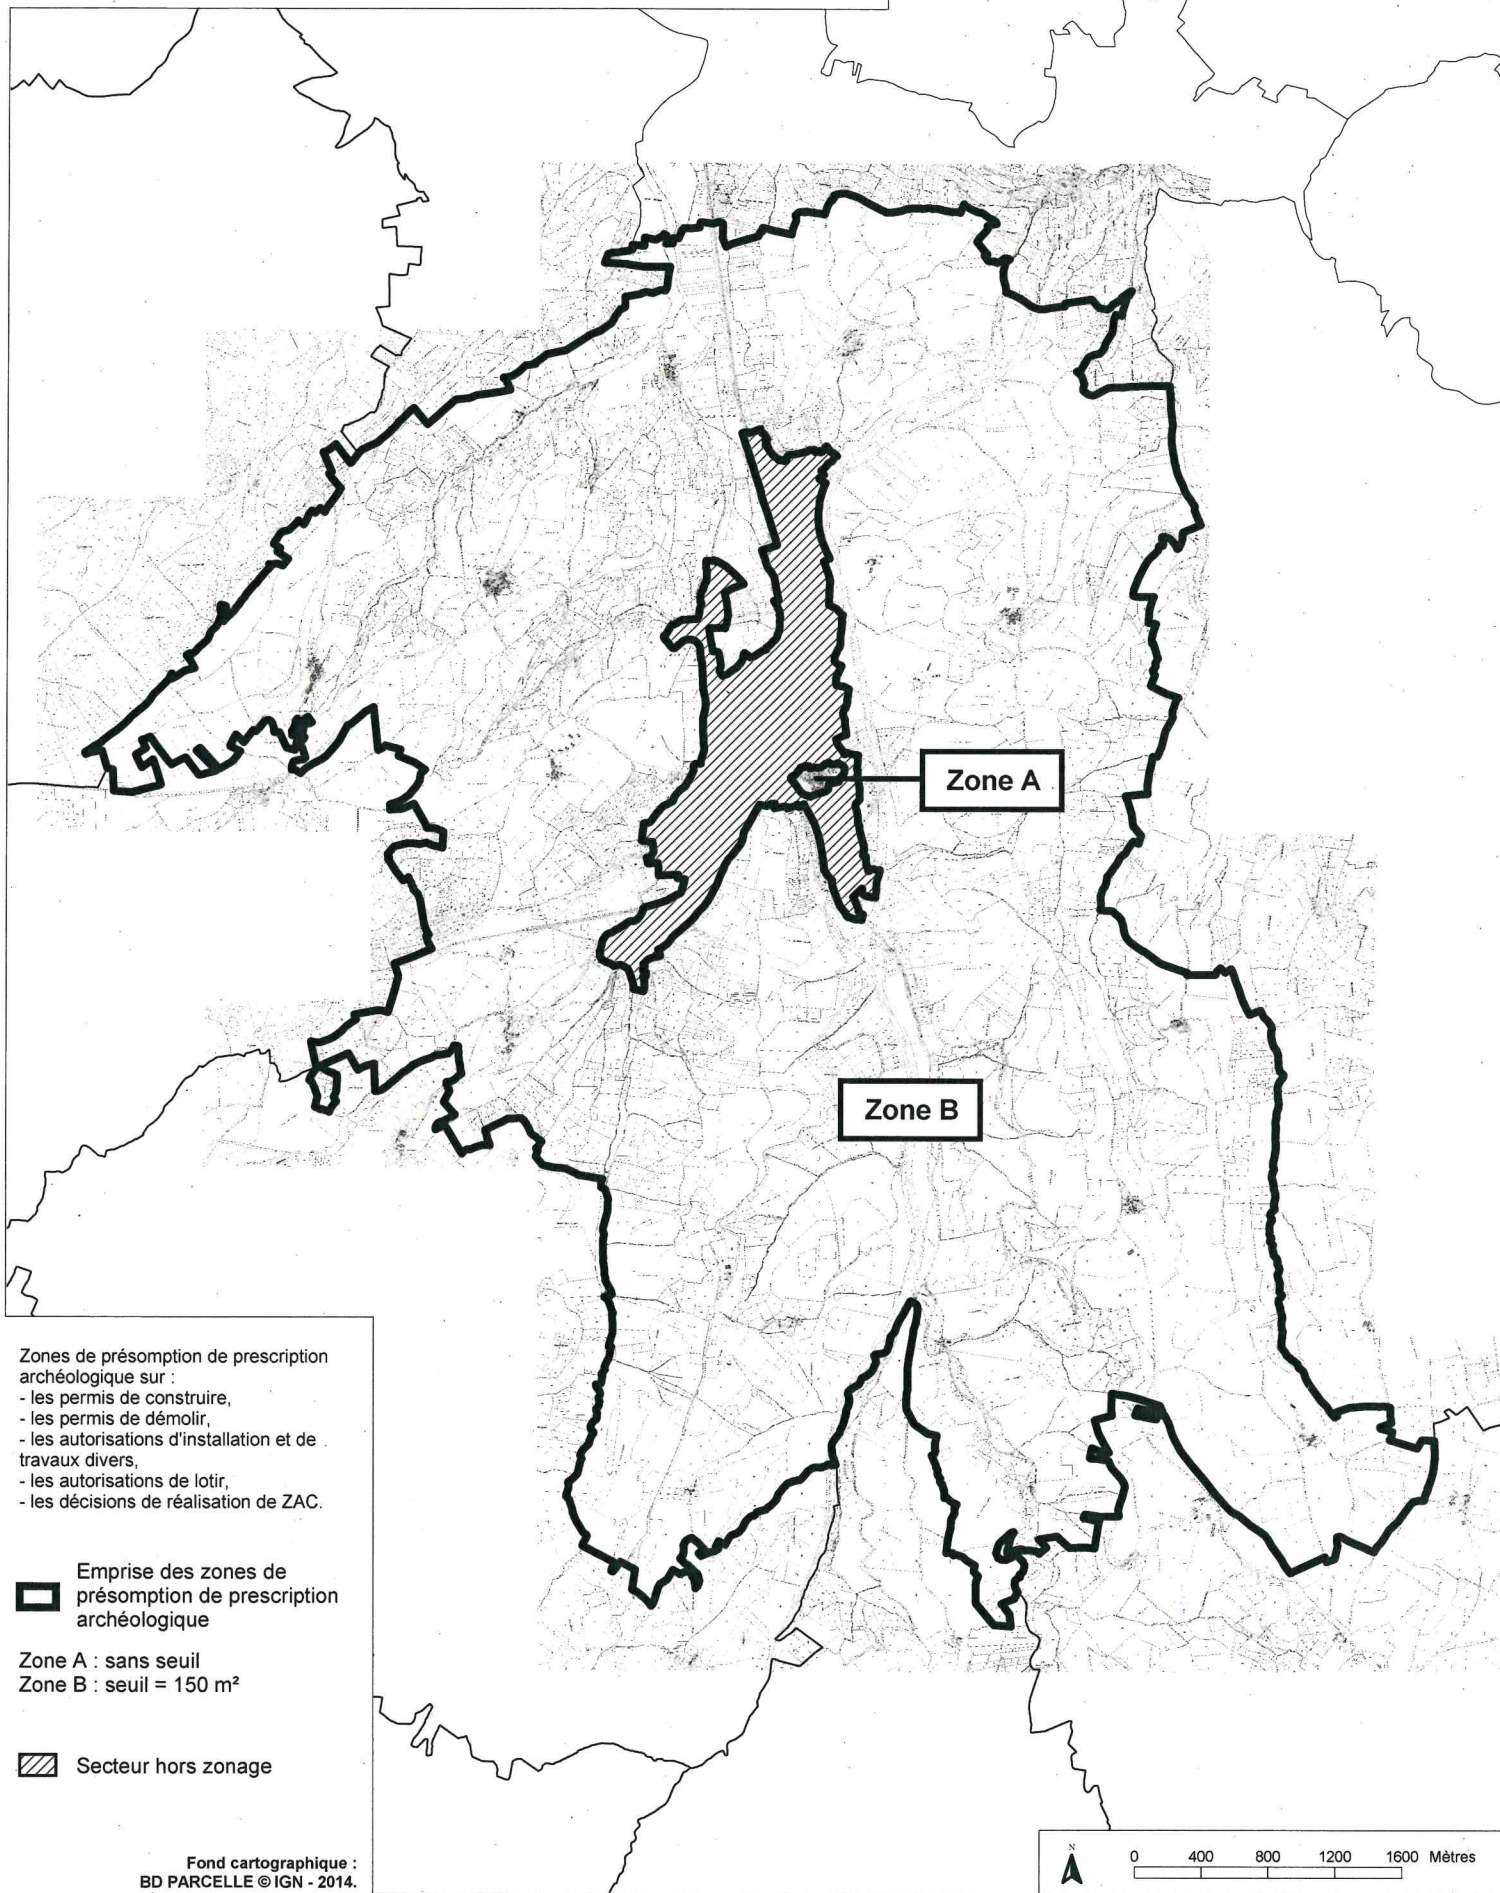 Zone A
Zone B
Zones de présomption de prescription
archéologique sur :
- les permis de construire,
- les permis de démolir,
- les autorisations d'installation et de
travaux divers,
- les autorisations de lotir,
- les décisions de réalisation de ZAC.
Emprise des zones de
présomption de prescription
archéologique
Zone A : sans seuil
Zone B : seuil = 150 m²
Secteur hors zonage
Fond cartographique :
BD PARCELLE © IGN - 2014.
N
0 400 800 1200 1600 Mètres